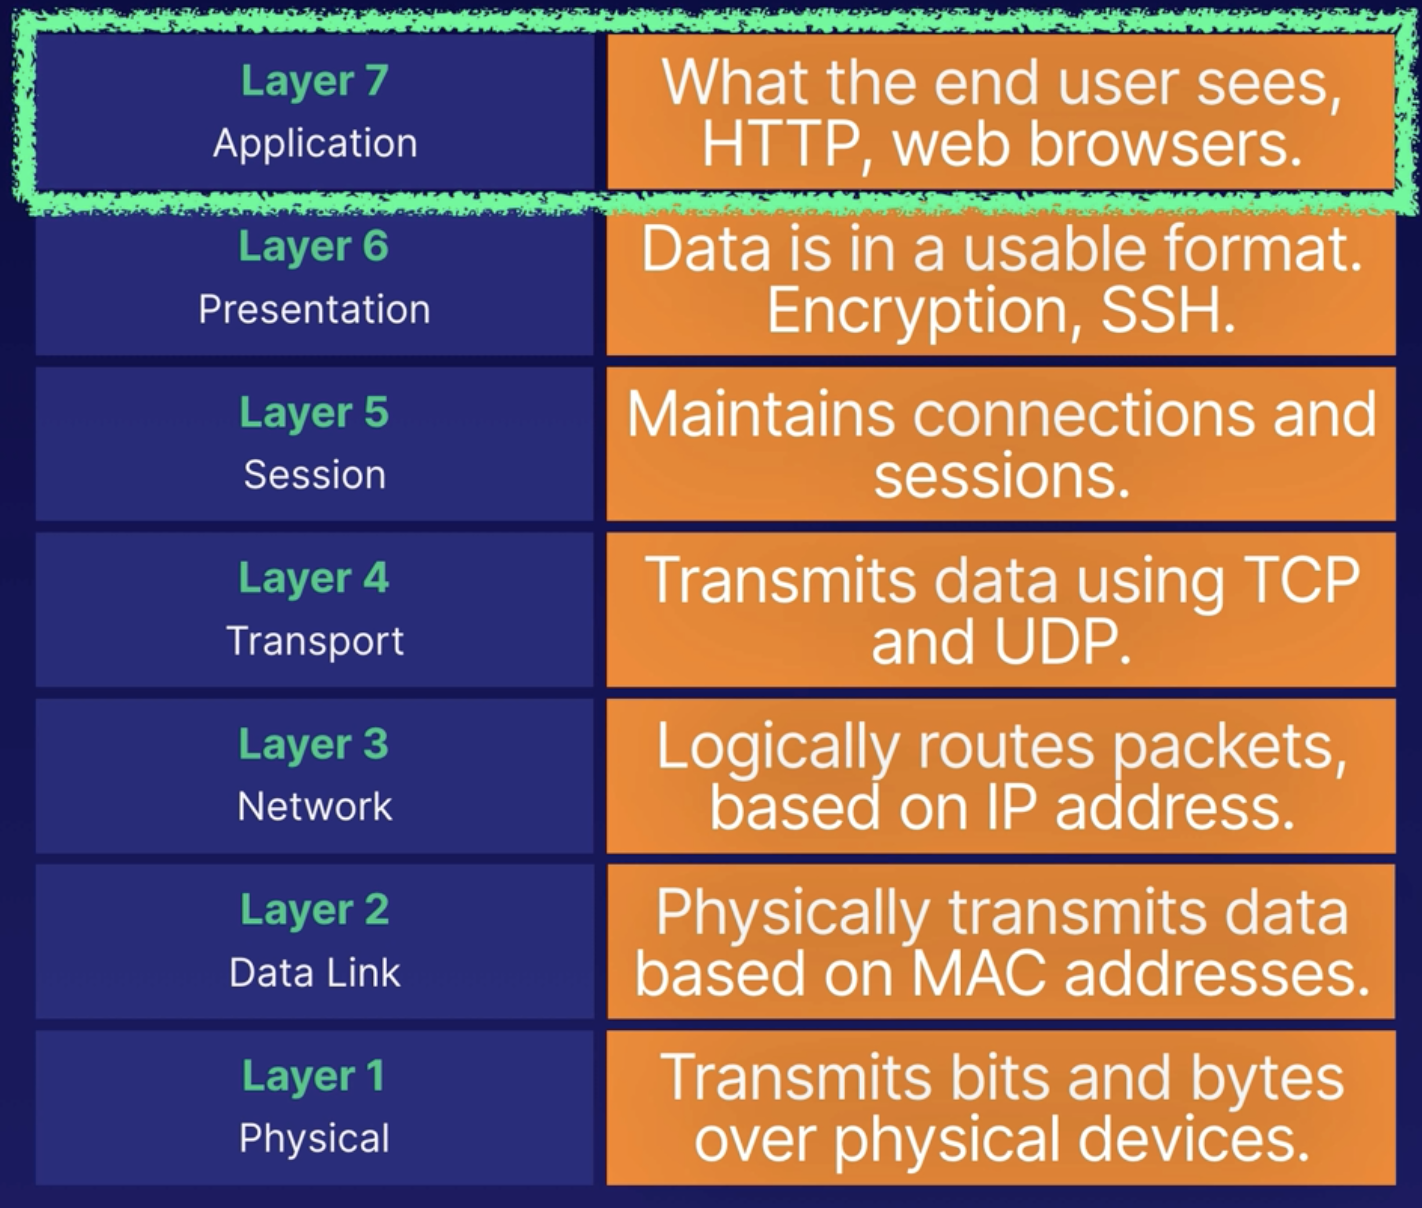 Layer 7
Application
What the end user sees,
HTTP, web browsers.
Layer 6
Presentation
Data is in a usable format.
Encryption, SSH.
Layer 5
Session
Maintains connections and
sessions.
Layer 4
Transport
Transmits data using TCP
and UDP.
Layer 3
Network
Logically routes packets,
based on IP address.
Layer 2
Data Link
Physically transmits data
based on MAC addresses.
Layer 1
Physical
Transmits bits and bytes
over physical devices.